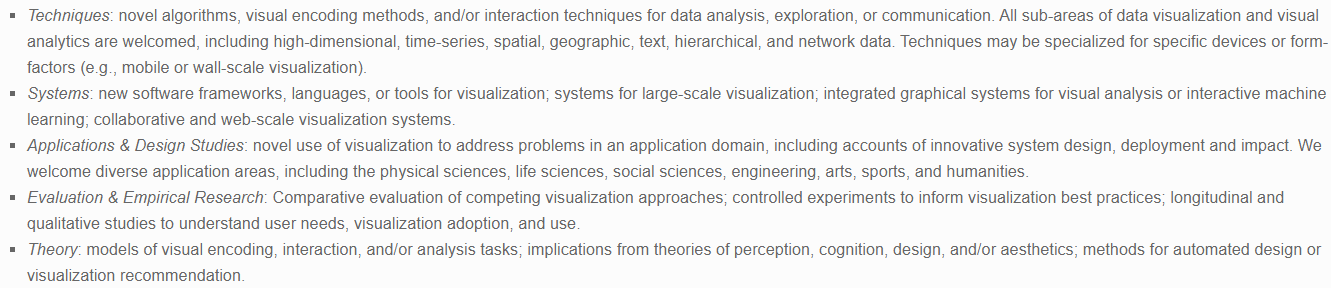 ▪ Techniques: novel algorithms, visual encoding methods, and/or interaction techniques for data analysis, exploration, or communication. All sub-areas of data visualization and visual
analytics are welcomed, including high-dimensional, time-series, spatial, geographic, text, hierarchical, and network data. Techniques may be specialized for specific devices or form-
factors (e.g., mobile or wall-scale visualization).
▪ Systems: new software frameworks, languages, or tools for visualization; systems for large-scale visualization; integrated graphical systems for visual analysis or interactive machine
learning; collaborative and web-scale visualization systems.
▪ Applications & Design Studies: novel use of visualization to address problems in an application domain, including accounts of innovative system design, deployment and impact. We
welcome diverse application areas, including the physical sciences, life sciences, social sciences, engineering, arts, sports, and humanities.
▪ Evaluation & Empirical Research: Comparative evaluation of competing visualization approaches; controlled experiments to inform visualization best practices; longitudinal and
qualitative studies to understand user needs, visualization adoption, and use.
▪ Theory: models of visual encoding, interaction, and/or analysis tasks; implications from theories of perception, cognition, design, and/or aesthetics; methods for automated design or
visualization recommendation.